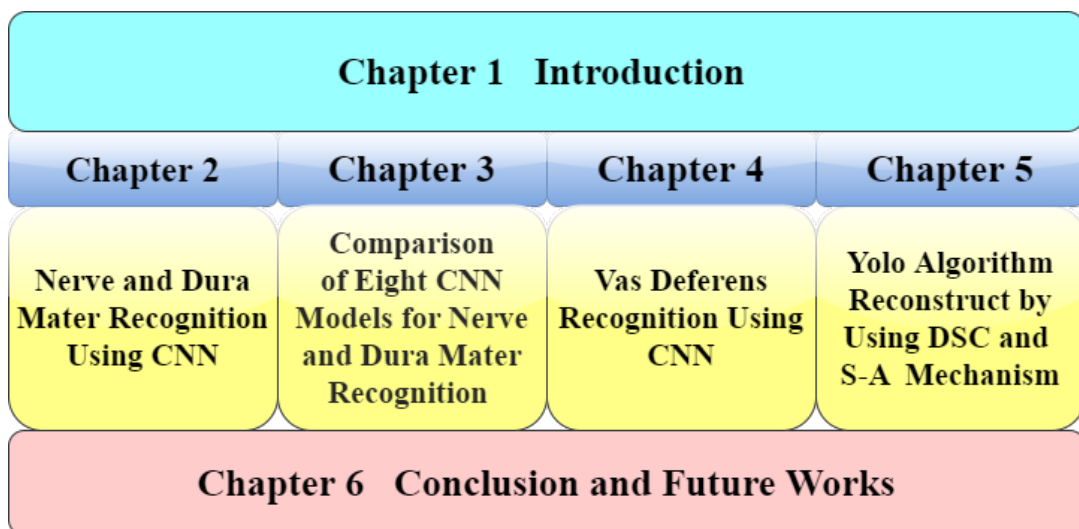 Chapter 1 Introduction
Chapter 2
Chapter 3
Chapter 4
Chapter 5
Nerve and Dura
Mater Recognition
Using CNN
Comparison
of Eight CNN
Models for Nerve
and Dura Mater
Recognition
Vas Deferens
Recognition Using
CNN
Yolo Algorithm
Reconstruct by
Using DSC and
S-A Mechanism
Chapter 6 Conclusion and Future Works